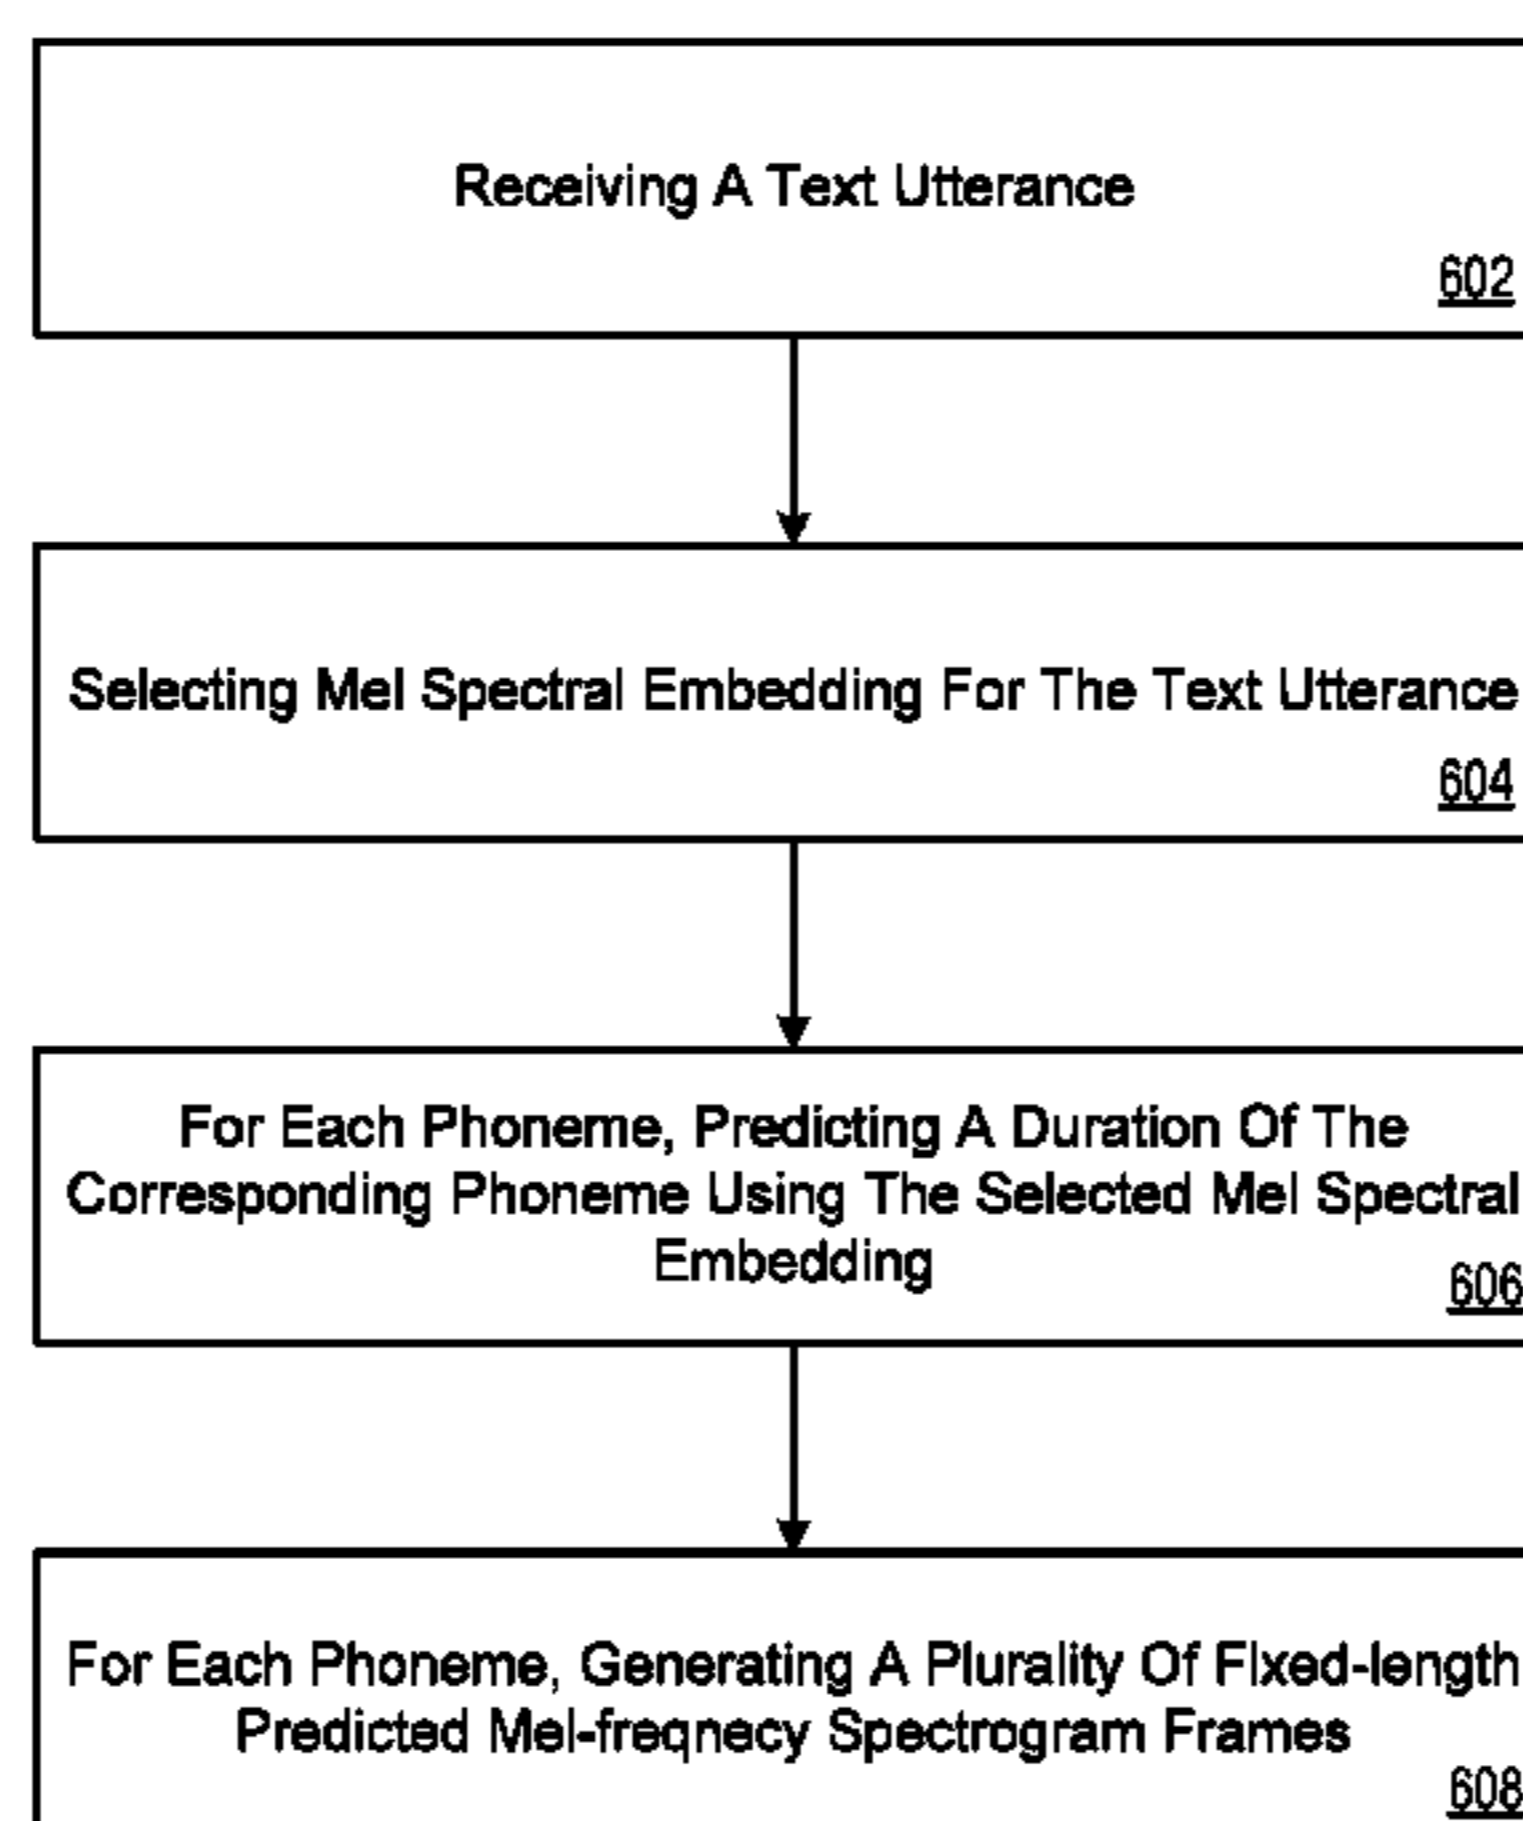 Receiving A Text Utterance
602
Selecting Mel Spectral Embedding For The Text Utterance
604
For Each Phoneme, Predicting A Duration Of The
Corresponding Phoneme Using The Selected Mel Spectral
Embedding
606
For Each Phoneme, Generating A Plurality Of Fixed-length
Predicted Mel-freqnecy Spectrogram Frames
608